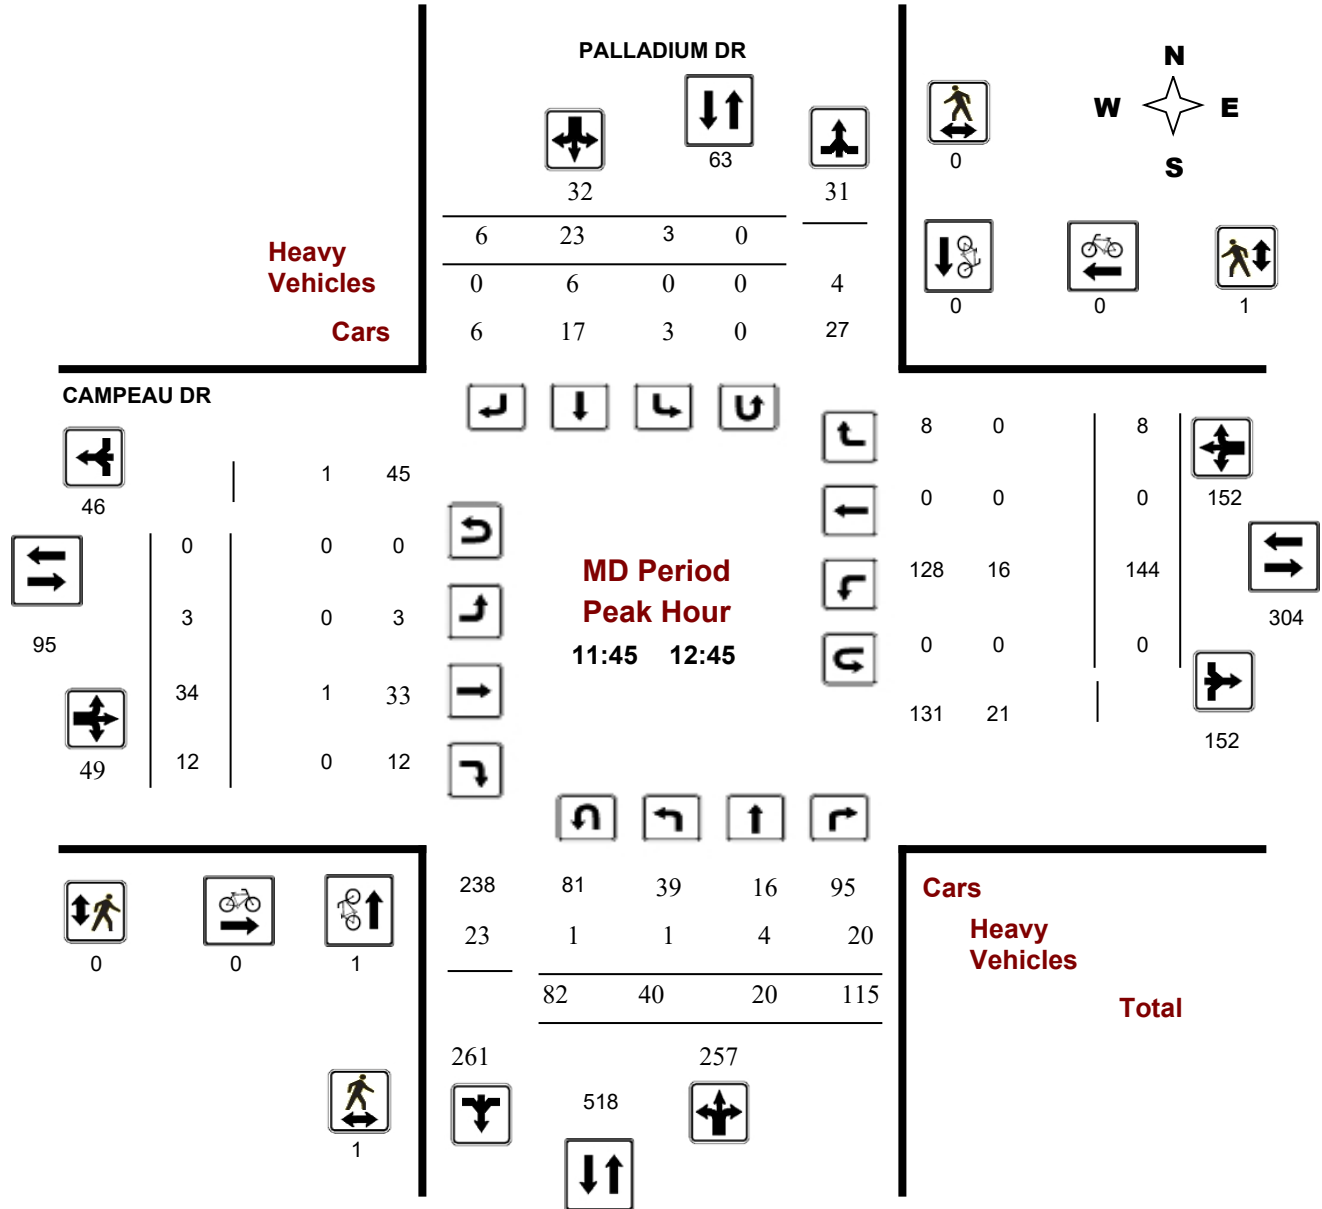 PALLADIUM DR
N
W E
S
63
0
32
31
6 23 3 0
Heavy
Vehicles
0 6 0 0 4
0 0 1
Cars
6 17 3 0 27
CAMPEAU DR
8 0 8
1 45
46
0 0 0 152
0 0 0
MD Period
128 16 144
Peak Hour
3 0 3
304
95
11:45 12:45
0 0 0
34 1 33
131 21
152
49
12 0 12
238 81 39 16 95
Cars
23 1 1 4 20
Heavy
Vehicles
0 0 1
82 40 20 115
Total
261 257
518
1